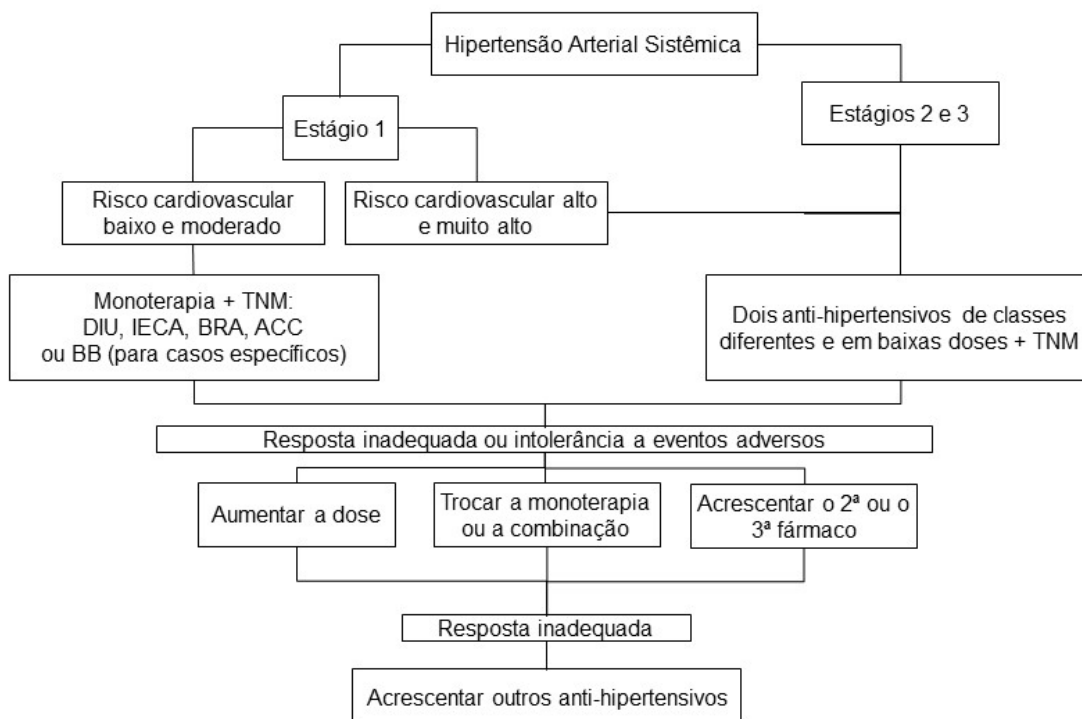 Hipertensão Arterial Sistêmica
Estágio 1
Estágios 2 e 3
Risco cardiovascular
baixo e moderado
Risco cardiovascular alto
e muito alto
Monoterapia + TNM:
DIU, IECA, BRA, ACC
ou BB (para casos específicos)
Dois anti-hipertensivos de classes
diferentes e em baixas doses + TNM
Resposta inadequada ou intolerância a eventos adversos
Aumentar a dose
Trocar a monoterapia
ou a combinação
Acrescentar o 2ª ou o
3ª fármaco
Resposta inadequada
Acrescentar outros anti-hipertensivos